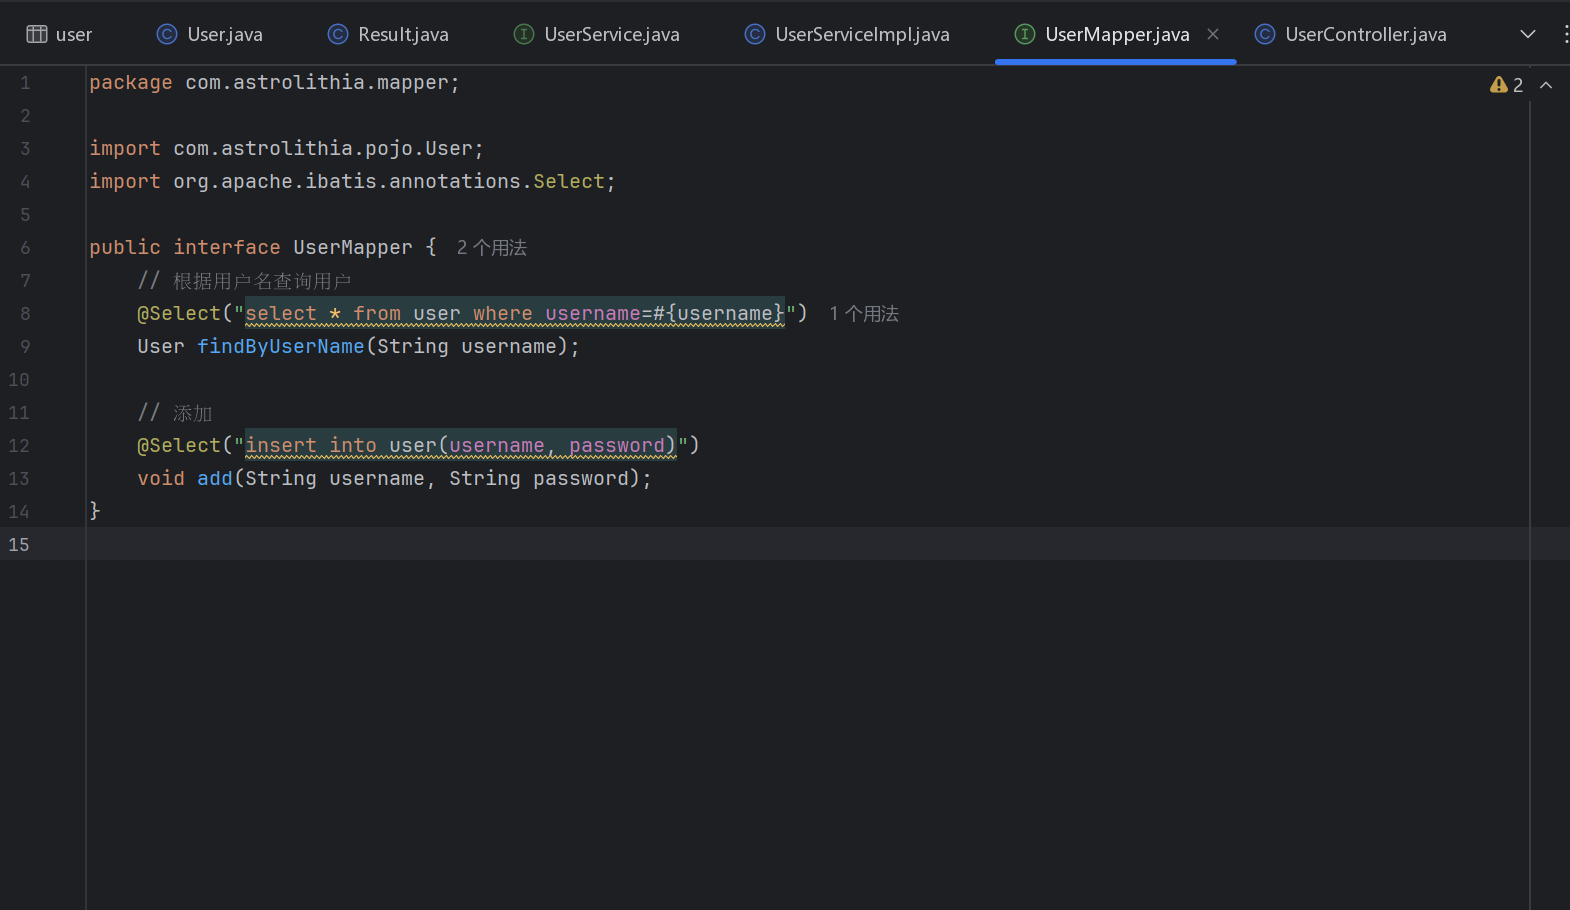 user User.java Result.java UserService.java UserServiceImpl.java UserMapper.java UserController.java
1 package com.astrolithia.mapper; 2
2
3 import com.astrolithia.pojo.User;
4 import org.apache.ibatis.annotations.Select;
5
6 public interface UserMapper { 2 个用法
7 // 根据用户名查询用户
8 @Select("select * from user where username=#{username}") 1 个用法
9 User findByUserName(String username);
10
11 // 添加
12 @Select("insert into user(username, password)")
13 void add(String username, String password);
14 }
15